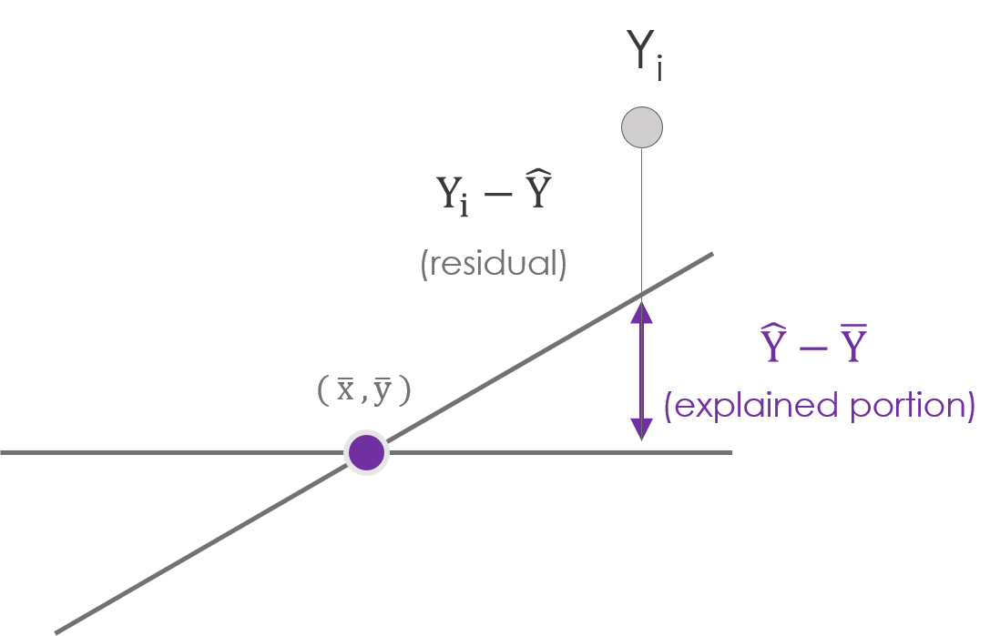 Yᵢ
Yᵢ − Ŷ
(residual)
Ŷ − Y̅
(explained portion)
( x̅ , y̅ )